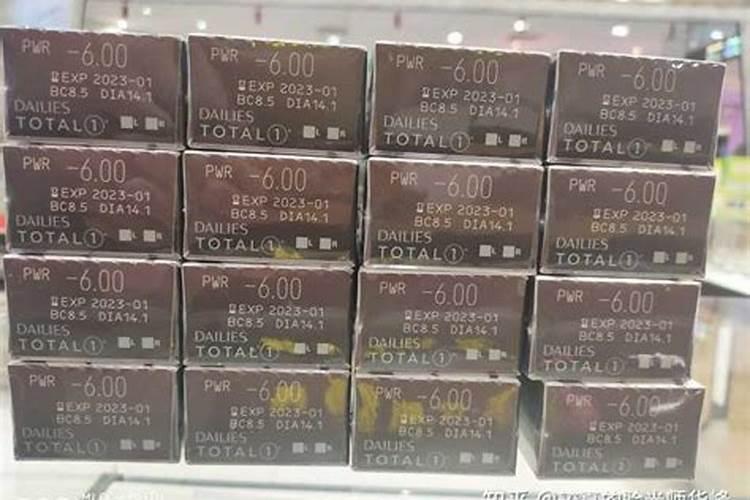 PWR -6.00
EXP 2023-01
BC8.5 DIA14.1
DAILIES
TOTAL1 L R
PWR -6.00
EXP 2023-01
BC8.5 DIA14.1
DAILIES
TOTAL1 L R
PWR -6.00
EXP 2023-01
BC8.5 DIA14.1
DAILIES
TOTAL1 L R
PWR -6.00
EXP 2023-01
BC8.5 DIA14.1
DAILIES
TOTAL1 L R
PWR -6.00
EXP 2023-01
BC8.5 DIA14.1
DAILIES
TOTAL1 L R
PWR -6.00
EXP 2023-01
BC8.5 DIA14.1
DAILIES
TOTAL1 L R
PWR -6.00
EXP 2023-01
BC8.5 DIA14.1
DAILIES
TOTAL1 L R
PWR -6.00
EXP 2023-01
BC8.5 DIA14.1
DAILIES
TOTAL1 L R
PWR -6.00
EXP 2023-01
BC8.5 DIA14.1
DAILIES
TOTAL1 L R
PWR -6.00
EXP 2023-01
BC8.5 DIA14.1
DAILIES
TOTAL1
PWR -6.00
EXP 2023-01
BC8.5 DIA14.1
DAILIES
TOTAL1
PWR -6.00
EXP 2023-01
BC8.5 DIA14.1
DAILIES
TOTAL1
PWR -6.00
EXP 2023-01
BC8.5 DIA14.1
DAILIES
TOTAL1 L R
PWR -6.00
EXP 2023-01
BC8.5 DIA14.1
DAILIES
TOTAL1 L R
PWR -6.00
EXP 2023-01
BC8.5 DIA14.1
DAILIES
TOTAL1
PWR -6.00
EXP 2023-01
BC8.5 DIA14.1
DAILIES
TOTAL1